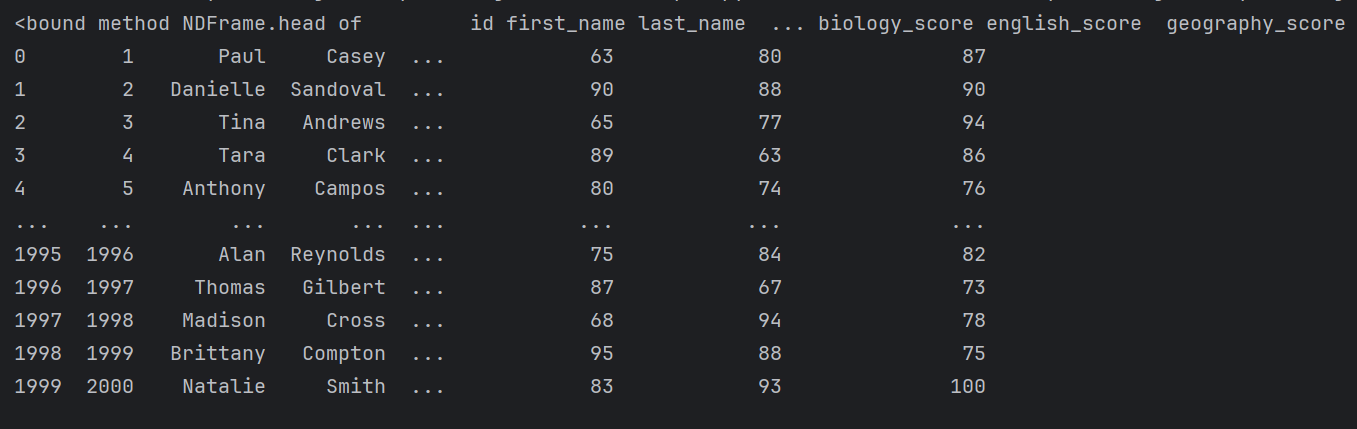 <bound method NDFrame.head of         id first_name last_name  ... biology_score english_score  geography_score
0        1       Paul     Casey  ...            63            80               87
1        2   Danielle  Sandoval  ...            90            88               90
2        3       Tina   Andrews  ...            65            77               94
3        4       Tara     Clark  ...            89            63               86
4        5    Anthony    Campos  ...            80            74               76
...    ...        ...       ...  ...           ...           ...              ...
1995  1996       Alan  Reynolds  ...            75            84               82
1996  1997     Thomas   Gilbert  ...            87            67               73
1997  1998    Madison     Cross  ...            68            94               78
1998  1999   Brittany   Compton  ...            95            88               75
1999  2000    Natalie     Smith  ...            83            93              100